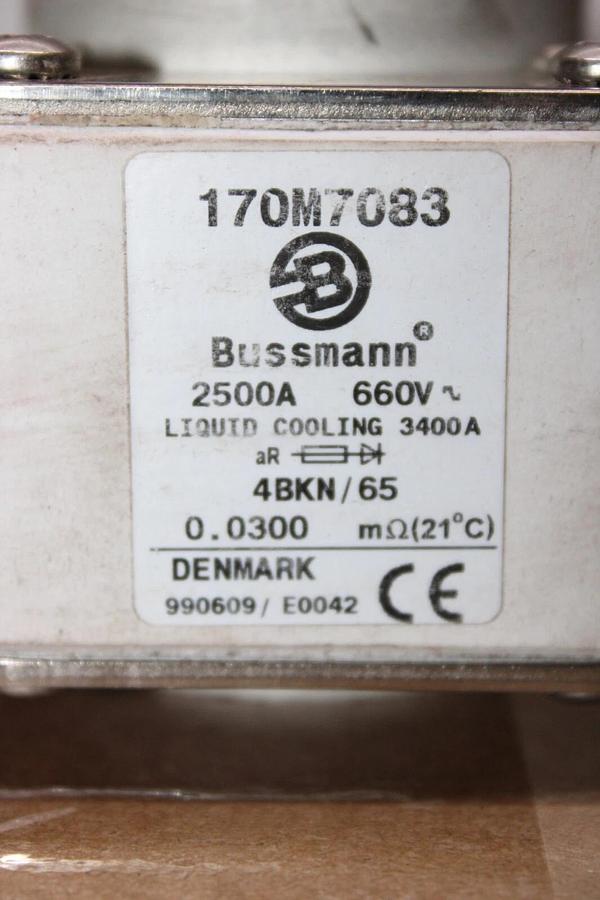 170M7083
B
Bussmann®
2500A 660V~
LIQUID COOLING 3400A
aR
4BKN/65
0.0300 mΩ(21°C)
DENMARK
990609/ E0042 CE